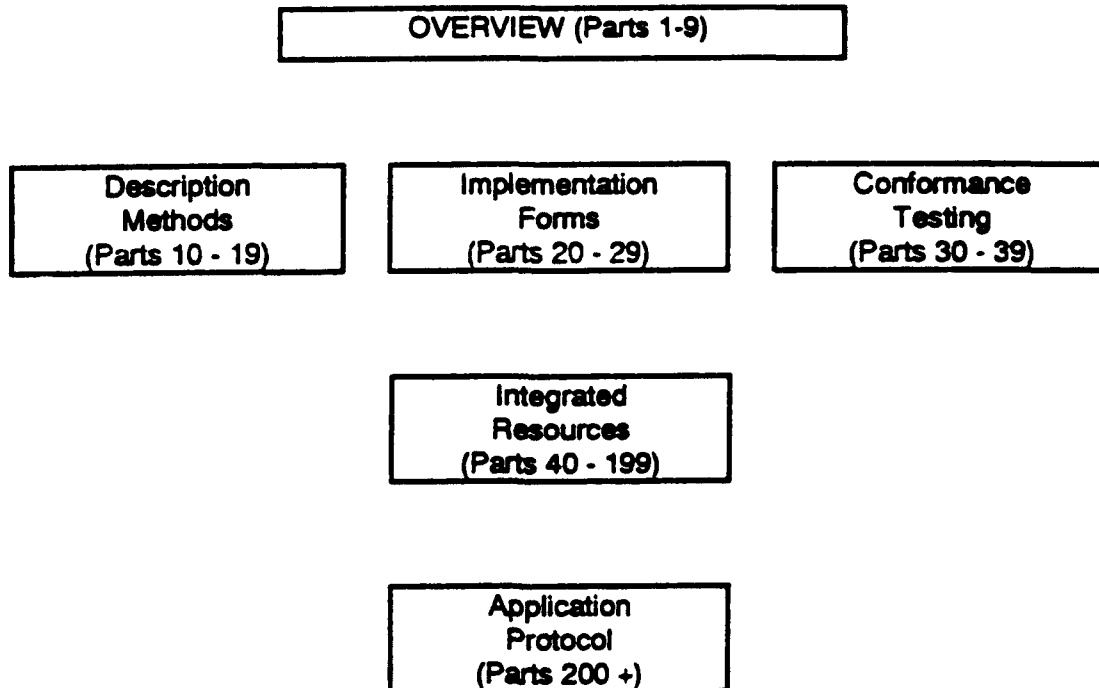 OVERVIEW (Parts 1-9)
Description
Methods
(Parts 10 - 19)
Implementation
Forms
(Parts 20 - 29)
Conformance
Testing
(Parts 30 - 39)
Integrated
Resources
(Parts 40 - 199)
Application
Protocol
(Parts 200 +)